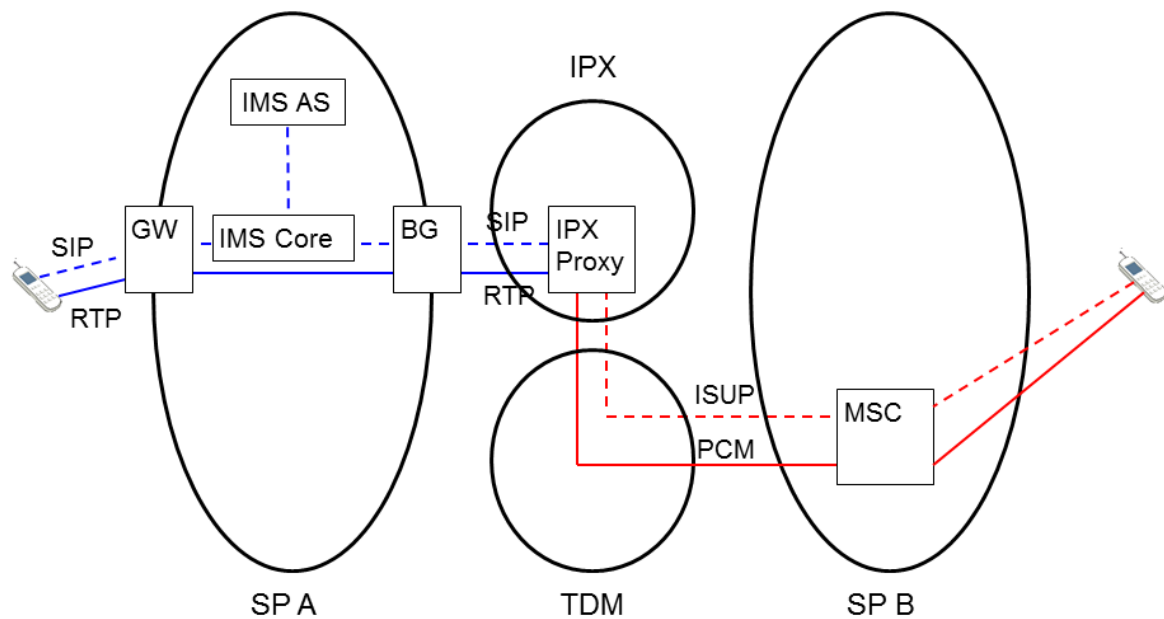 IPX
IMS AS
GW
IMS Core
BG
SIP
IPX
Proxy
SIP
RTP
RTP
ISUP
MSC
PCM
SP A
TDM
SP B